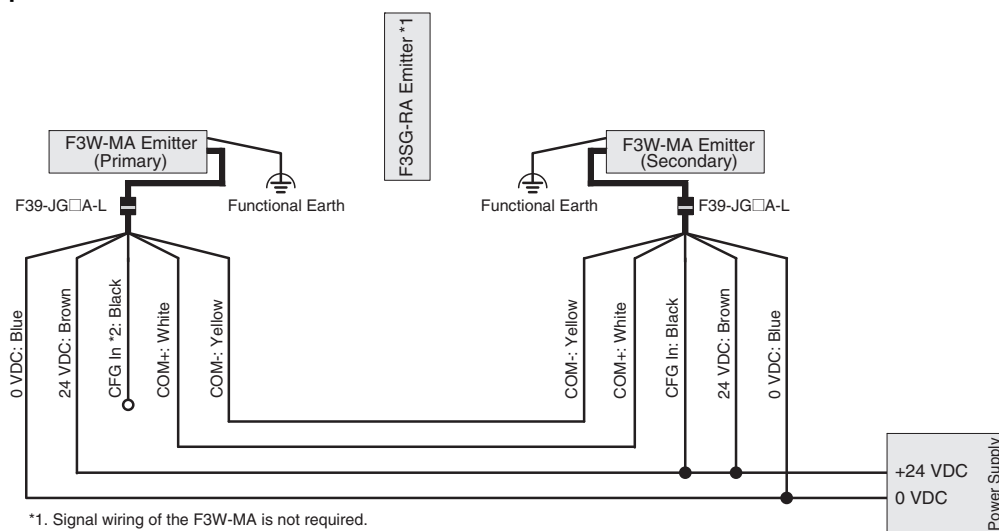 F3SG-RA Emitter *1
F3W-MA Emitter
(Primary)
F3W-MA Emitter
(Secondary)
F39-JG□A-L
Functional Earth
Functional Earth
F39-JG□A-L
0 VDC: Blue
24 VDC: Brown
CFG In *2: Black
COM+: White
COM-: Yellow
COM-: Yellow
COM+: White
CFG In: Black
24 VDC: Brown
0 VDC: Blue
+24 VDC
0 VDC
Power Supply
*1. Signal wiring of the F3W-MA is not required.